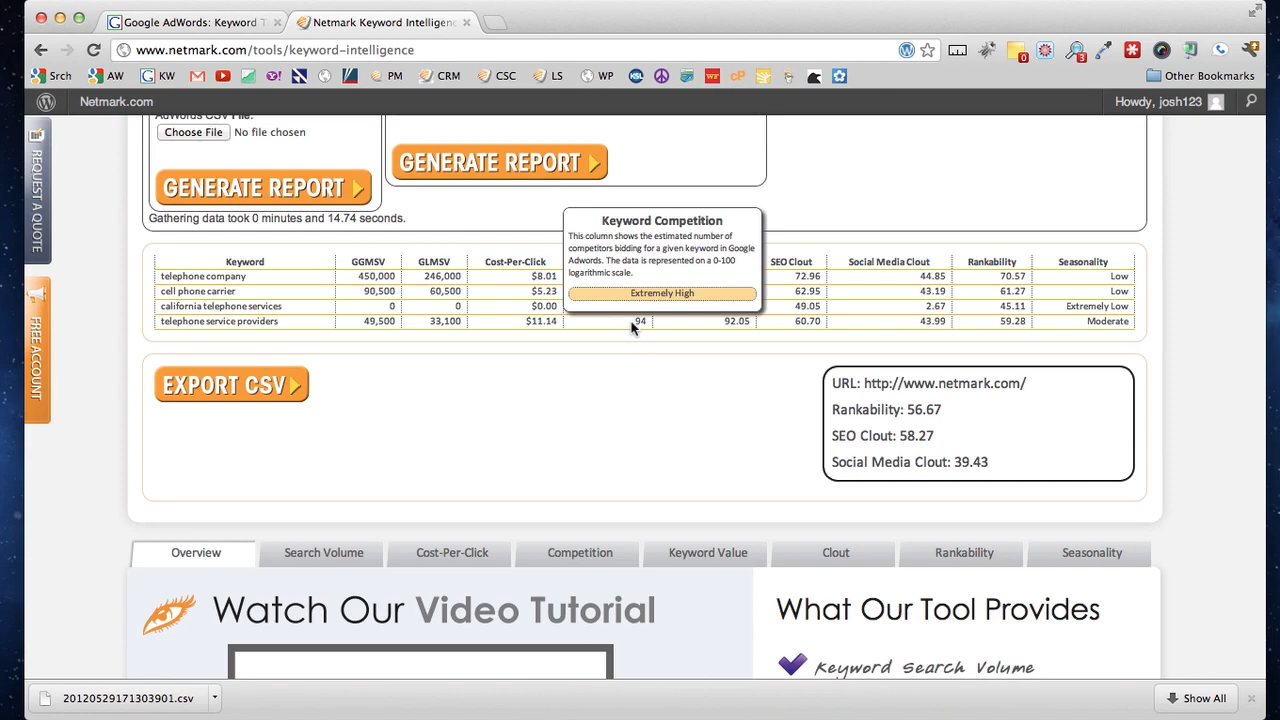 Google AdWords: Keyword T
Netmark Keyword Intelligenc
www.netmark.com/tools/keyword-intelligence
0
3
Srch
AW
KW
PM
CRM
CSC
LS
WP
Other Bookmarks
Netmark.com
Howdy, josh123
REQUEST A QUOTE
FREE ACCOUNT
AdWords CSV File:
Choose File No file chosen
GENERATE REPORT
GENERATE REPORT
Gathering data took 0 minutes and 14.74 seconds.
Keyword Competition
This column shows the estimated number of
competitors bidding for a given keyword in Google
Adwords. The data is represented on a 0-100
logarithmic scale.
Extremely High
Keyword GGMSV GLMSV Cost-Per-Click SEO Clout Social Media Clout Rankability Seasonality
telephone company 450,000 246,000 $8.01 72.96 44.85 70.57 Low
cell phone carrier 90,500 60,500 $5.23 62.95 43.19 61.27 Low
california telephone services 0 0 $0.00 49.05 2.67 45.11 Extremely Low
telephone service providers 49,500 33,100 $11.14 94 92.05 60.70 43.99 59.28 Moderate
EXPORT CSV
URL: http://www.netmark.com/
Rankability: 56.67
SEO Clout: 58.27
Social Media Clout: 39.43
Overview Search Volume Cost-Per-Click Competition Keyword Value Clout Rankability Seasonality
Watch Our Video Tutorial
What Our Tool Provides
Keyword Search Volume
20120529171303901.csv
Show All